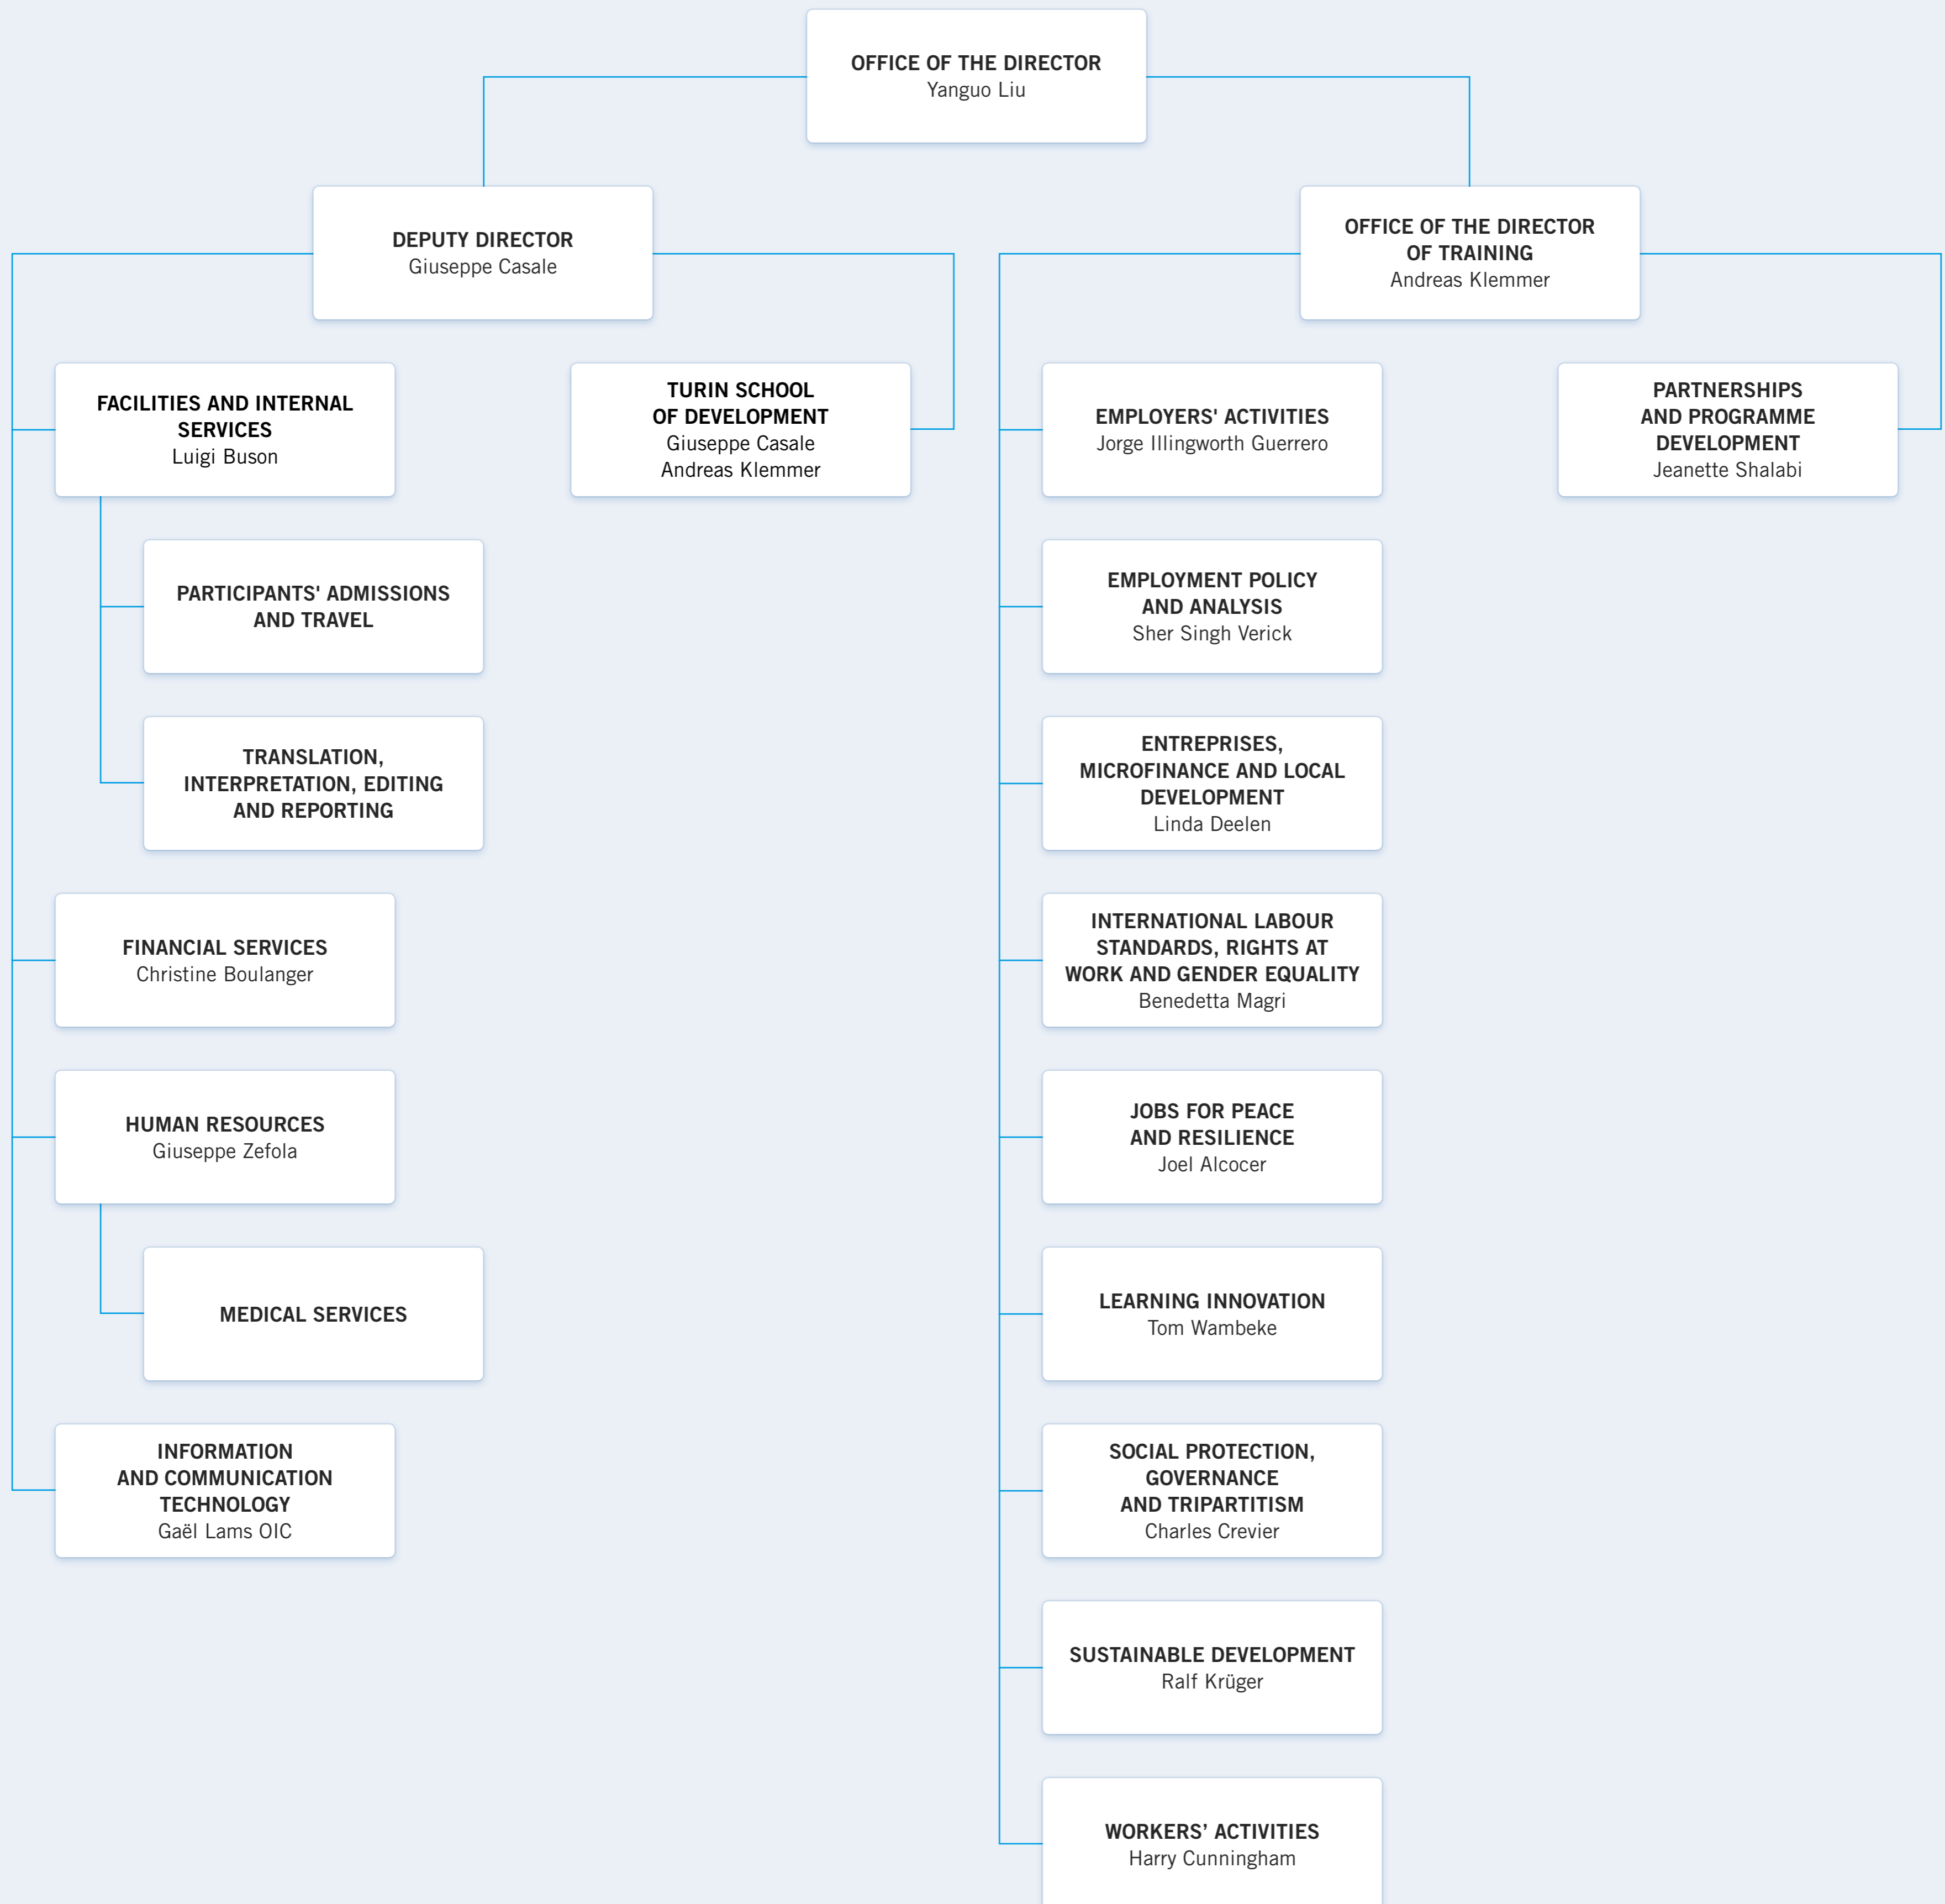 OFFICE OF THE DIRECTOR
Yanguo Liu
DEPUTY DIRECTOR
Giuseppe Casale
OFFICE OF THE DIRECTOR
OF TRAINING
Andreas Klemmer
FACILITIES AND INTERNAL
SERVICES
Luigi Buson
TURIN SCHOOL
OF DEVELOPMENT
Giuseppe Casale
Andreas Klemmer
EMPLOYERS' ACTIVITIES
Jorge Illingworth Guerrero
PARTNERSHIPS
AND PROGRAMME
DEVELOPMENT
Jeanette Shalabi
PARTICIPANTS' ADMISSIONS
AND TRAVEL
EMPLOYMENT POLICY
AND ANALYSIS
Sher Singh Verick
TRANSLATION,
INTERPRETATION, EDITING
AND REPORTING
ENTREPRISES,
MICROFINANCE AND LOCAL
DEVELOPMENT
Linda Deelen
FINANCIAL SERVICES
Christine Boulanger
INTERNATIONAL LABOUR
STANDARDS, RIGHTS AT
WORK AND GENDER EQUALITY
Benedetta Magri
HUMAN RESOURCES
Giuseppe Zefola
JOBS FOR PEACE
AND RESILIENCE
Joel Alcocer
MEDICAL SERVICES
LEARNING INNOVATION
Tom Wambeke
INFORMATION
AND COMMUNICATION
TECHNOLOGY
Gaël Lams OIC
SOCIAL PROTECTION,
GOVERNANCE
AND TRIPARTITISM
Charles Crevier
SUSTAINABLE DEVELOPMENT
Ralf Krüger
WORKERS’ ACTIVITIES
Harry Cunningham